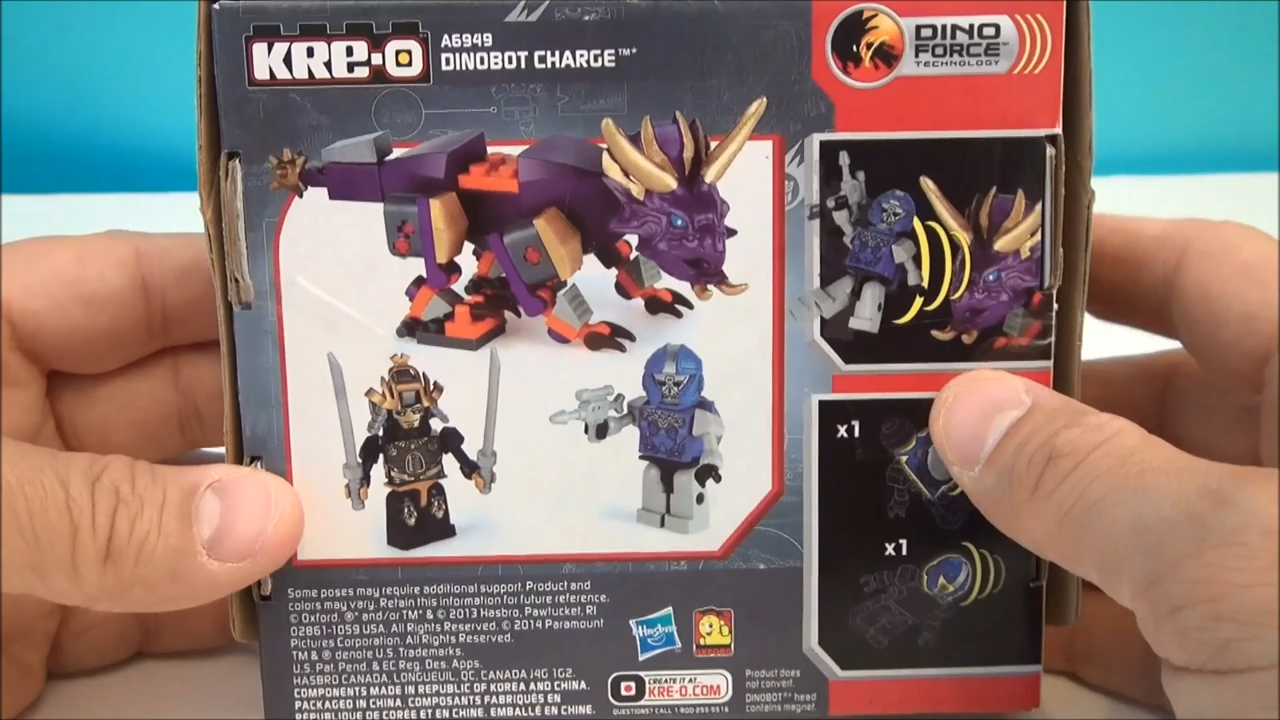 KRE-O
A6949
DINOBOT CHARGE™*
DINO
FORCE™
TECHNOLOGY
x1
x1
Some poses may require additional support. Product and
colors may vary. Retain this information for future reference.
© Oxford. ®* and/or TM* & © 2013 Hasbro, Pawtucket, RI
02861-1059 USA. All Rights Reserved. © 2014 Paramount
Pictures Corporation. All Rights Reserved.
TM & ® denote U.S. Trademarks.
U.S. Pat. Pend. & EC Reg. Des. Apps.
HASBRO CANADA, LONGUEUIL, QC, CANADA J4G 1G2.
COMPONENTS MADE IN REPUBLIC OF KOREA AND CHINA.
PACKAGED IN CHINA. COMPOSANTS FABRIQUÉS EN
RÉPUBLIQUE DE CORÉE ET EN CHINE. EMBALLÉ EN CHINE.
Hasbro
OXFORD
CREATE IT AT...
KRE-O.COM
QUESTIONS? CALL 1-800-255-5516
Product does
not convert.
DINOBOT®* head
contains magnet.